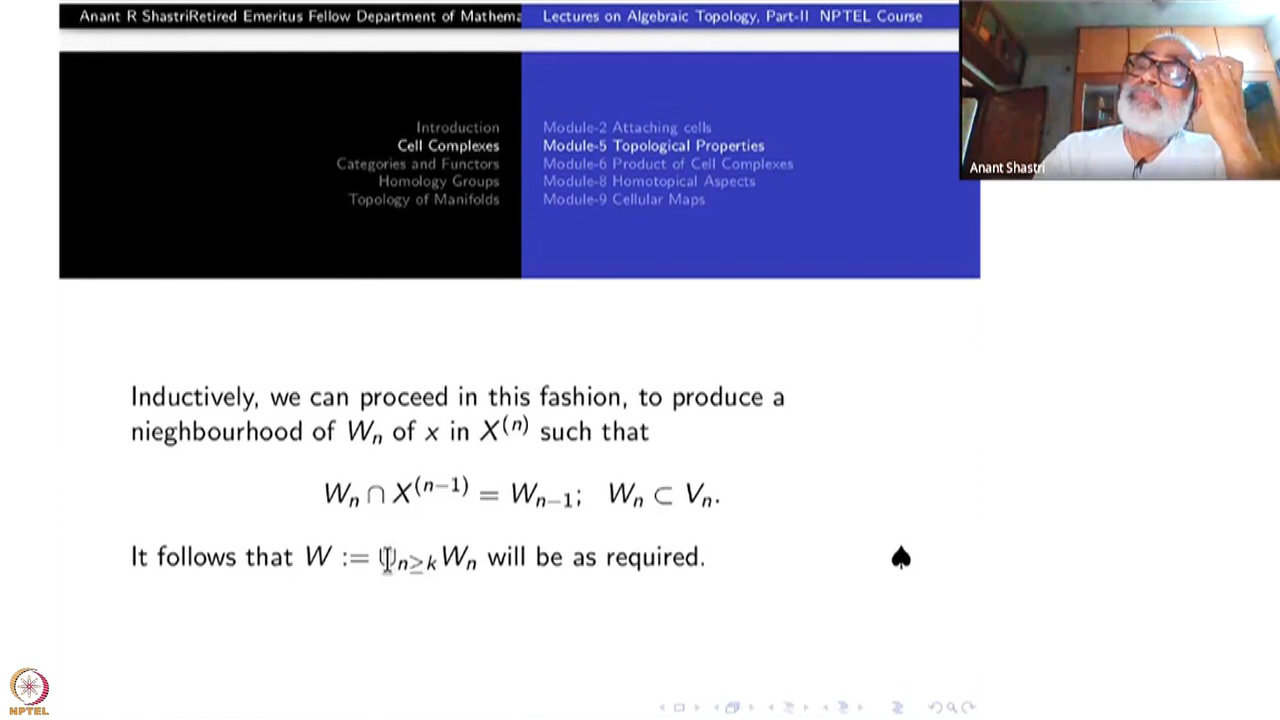 Anant R ShastriRetired Emeritus Fellow Department of Mathema
Lectures on Algebraic Topology, Part-II NPTEL Course
Introduction
Cell Complexes
Categories and Functors
Homology Groups
Topology of Manifolds
Module-2 Attaching cells
Module-5 Topological Properties
Module-6 Product of Cell Complexes
Module-8 Homotopical Aspects
Module-9 Cellular Maps
Anant Shastri
Inductively, we can proceed in this fashion, to produce a
nieghbourhood of Wₙ of x in X⁽ⁿ⁾ such that
Wₙ ∩ X⁽ⁿ⁻¹⁾ = Wₙ₋₁; Wₙ ⊂ Vₙ.
It follows that W := ∪ₙ≥ₖ Wₙ will be as required. ♠
NPTEL